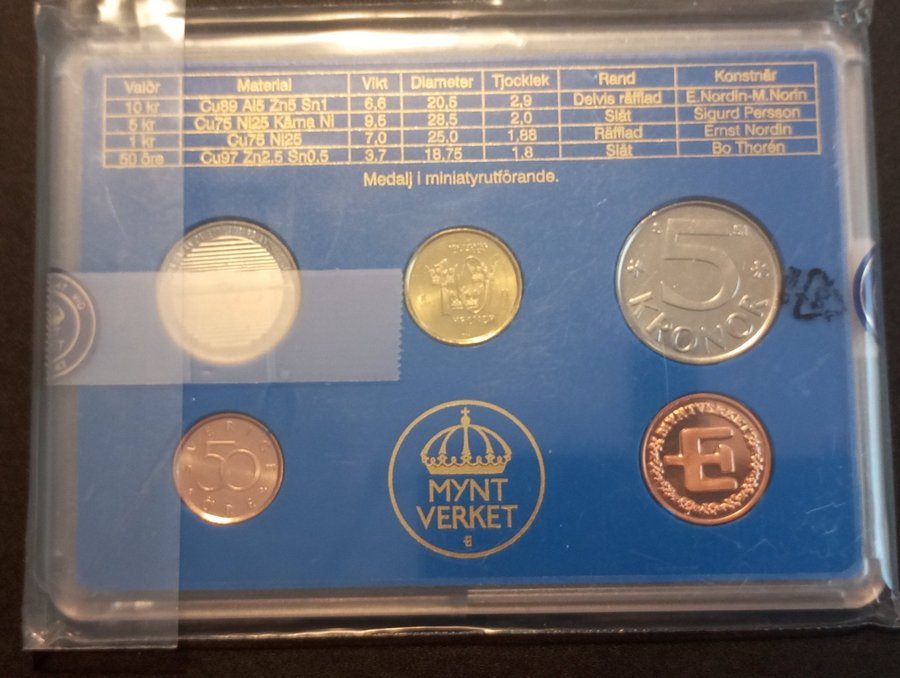 Valör Material Vikt Diameter Tjocklek Rand Konstnär
10 kr Cu89 Al5 Zn5 Sn1 6,6 20,5 2,9 Delvis räfflad E.Nordin-M.Norin
5 kr Cu75 Ni25 Kärna Ni 9,5 28,5 2,0 Slät Sigurd Persson
1 kr Cu75 Ni25 7,0 25,0 1,88 Räfflad Ernst Nordin
50 öre Cu97 Zn2,5 Sn0,5 3,7 18,75 1,8 Slät Bo Thorén
Medalj i miniatyrutförande.
5
KRONOR
SVERIGE
50
MYNT
VERKET
MYNTVERKET
E